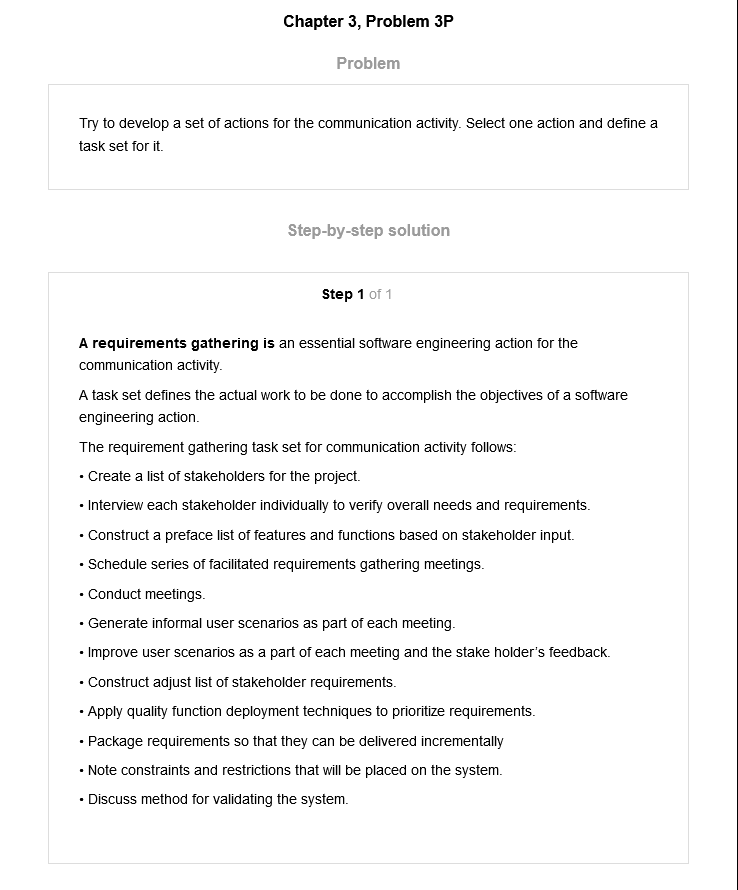 Chapter 3, Problem 3P
Problem
Try to develop a set of actions for the communication activity. Select one action and define a
task set for it.
Step-by-step solution
Step 1 of 1
A requirements gathering is an essential software engineering action for the
communication activity.
A task set defines the actual work to be done to accomplish the objectives of a software
engineering action.
The requirement gathering task set for communication activity follows:
• Create a list of stakeholders for the project.
• Interview each stakeholder individually to verify overall needs and requirements.
• Construct a preface list of features and functions based on stakeholder input.
• Schedule series of facilitated requirements gathering meetings.
• Conduct meetings.
• Generate informal user scenarios as part of each meeting.
• Improve user scenarios as a part of each meeting and the stake holder’s feedback.
• Construct adjust list of stakeholder requirements.
• Apply quality function deployment techniques to prioritize requirements.
• Package requirements so that they can be delivered incrementally
• Note constraints and restrictions that will be placed on the system.
• Discuss method for validating the system.